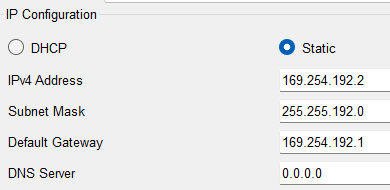 IP Configuration
DHCP Static
IPv4 Address 169.254.192.2
Subnet Mask 255.255.192.0
Default Gateway 169.254.192.1
DNS Server 0.0.0.0